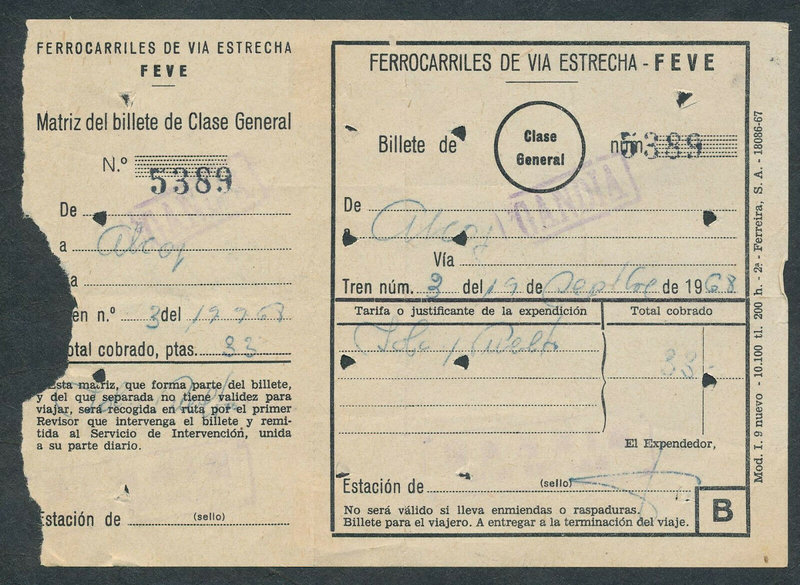 FERROCARRILES DE VIA ESTRECHA
FEVE
Matriz del billete de Clase General
N.º 5389
De
a Alcoy
a
en n.º 3 del 19 9 68
otal cobrado, ptas. 33
Esta matriz, que forma parte del billete,
y del que separada no tiene validez para
viajar, será recogida en ruta por el primer
Revisor que intervenga el billete y remi-
tida al Servicio de Intervención, unida
a su parte diario.
Estación de (sello)
FERROCARRILES DE VIA ESTRECHA - FEVE
Billete de Clase General núm 5389
GANDIA
De
a Alcoy
Vía
Tren núm. 3 del 19 de Septbre de 1968
Tarifa o justificante de la expedición Total cobrado
Ida y Vuelta 33-
El Expendedor,
Estación de (sello)
No será válido si lleva enmiendas o raspaduras.
Billete para el viajero. A entregar a la terminación del viaje.
B
Mod. I. 9 nuevo - 10.100 tl. 200 h. - 2ª - Ferreira, S. A. - 18086-67